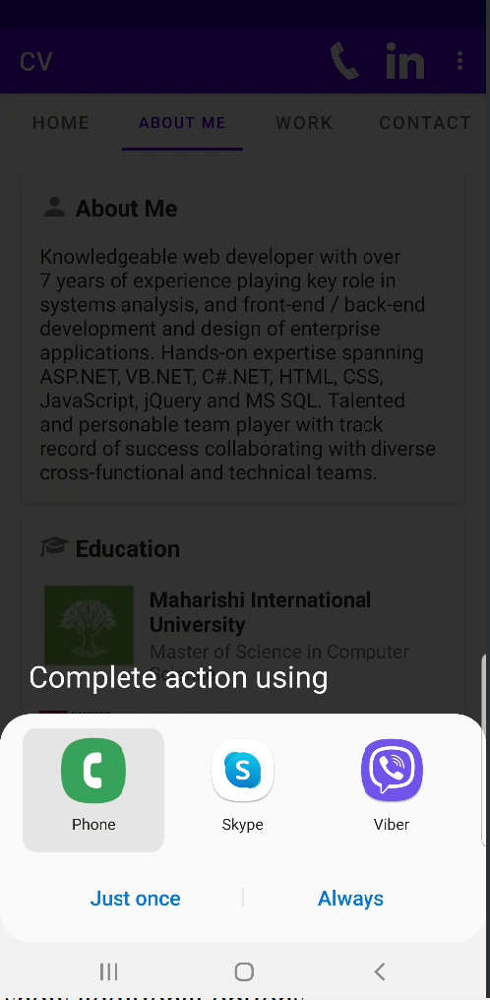 CV
in
HOME ABOUT ME WORK CONTACT
About Me
Knowledgeable web developer with over
7 years of experience playing key role in
systems analysis, and front-end / back-end
development and design of enterprise
applications. Hands-on expertise spanning
ASP.NET, VB.NET, C#.NET, HTML, CSS,
JavaScript, jQuery and MS SQL. Talented
and personable team player with track
record of success collaborating with diverse
cross-functional and technical teams.
Education
Maharishi International
University
Master of Science in Computer
Complete action using
S
Phone Skype Viber
Just once Always